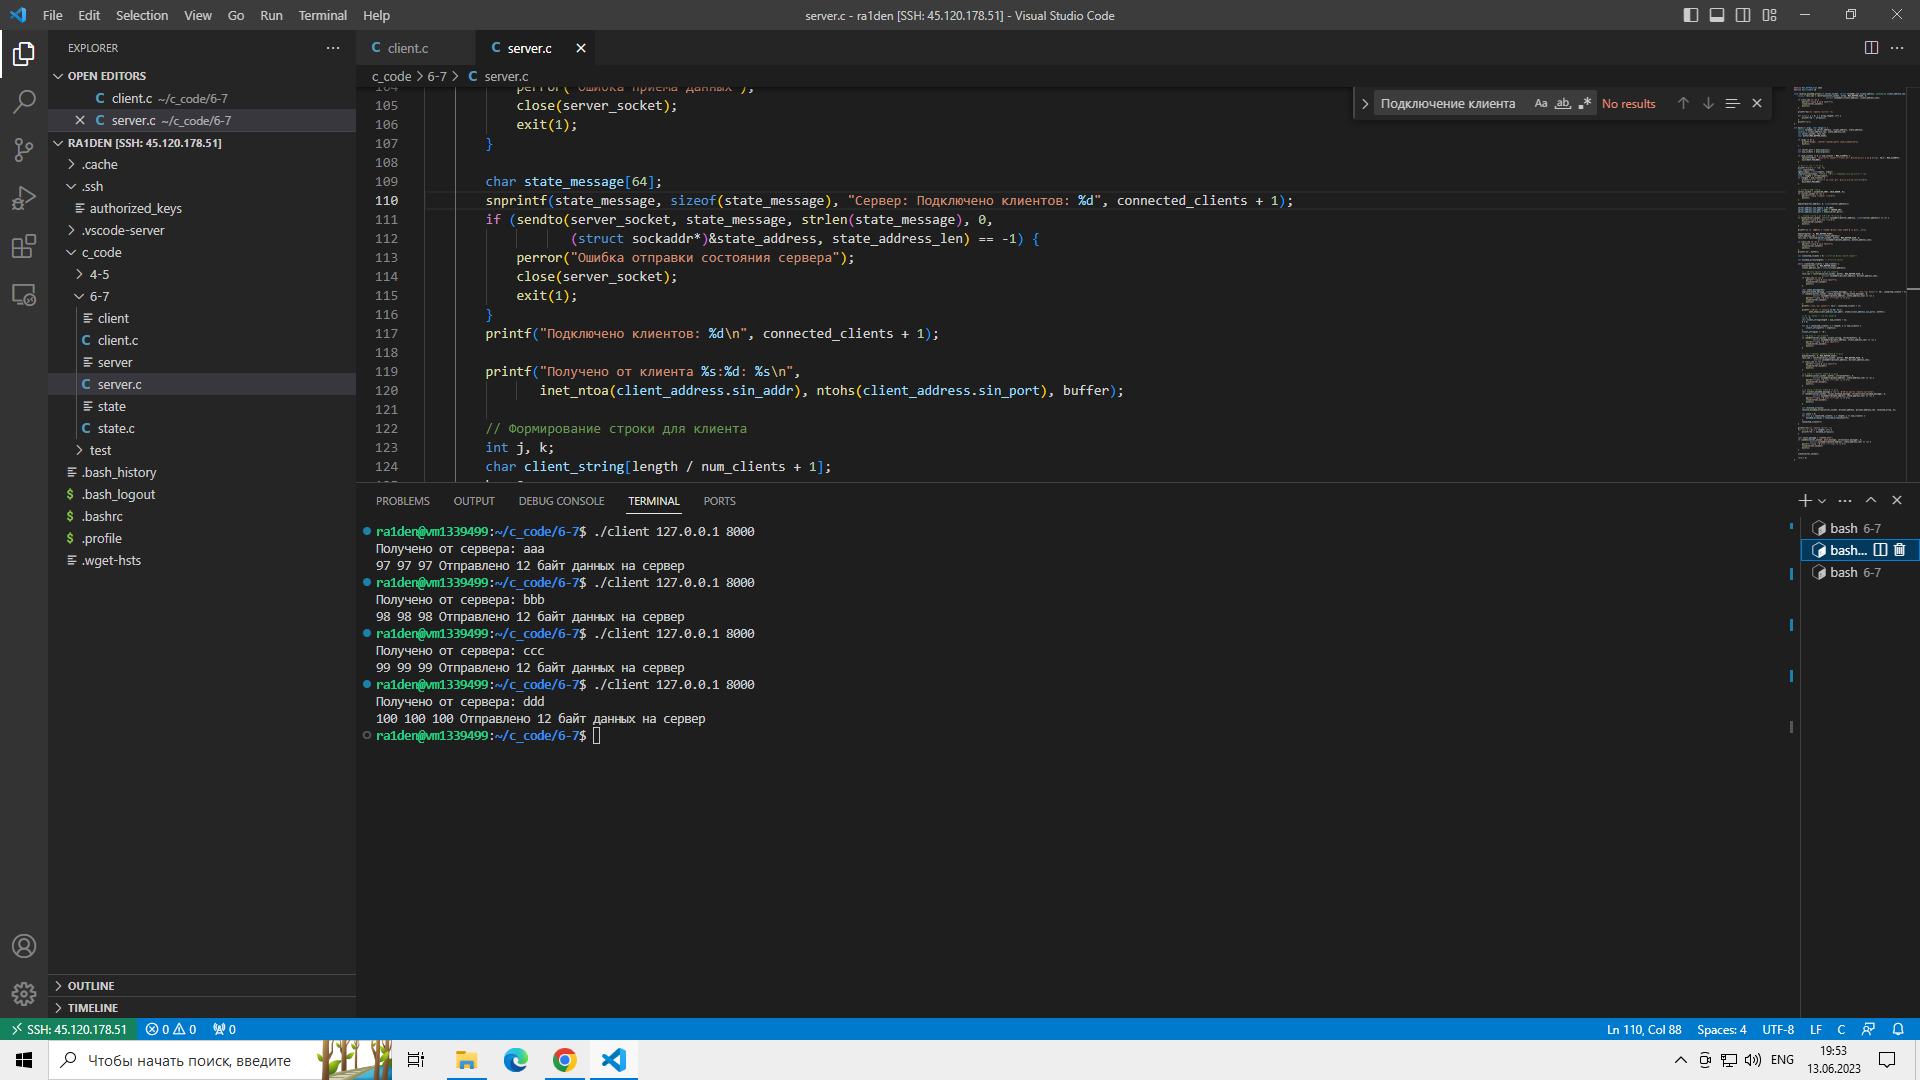 File Edit Selection View Go Run Terminal Help
server.c - ra1den [SSH: 45.120.178.51] - Visual Studio Code
EXPLORER
OPEN EDITORS
client.c ~/c_code/6-7
server.c ~/c_code/6-7
RA1DEN [SSH: 45.120.178.51]
.cache
.ssh
authorized_keys
.vscode-server
c_code
4-5
6-7
client
client.c
server
server.c
state
state.c
test
.bash_history
.bash_logout
.bashrc
.profile
.wget-hsts
OUTLINE
TIMELINE
client.c
server.c
c_code > 6-7 > C server.c
Подключение клиента Aa ab .* No results
104 perror("Ошибка приема данных");
105 close(server_socket);
106 exit(1);
107 }
108
109 char state_message[64];
110 snprintf(state_message, sizeof(state_message), "Сервер: Подключено клиентов: %d", connected_clients + 1);
111 if (sendto(server_socket, state_message, strlen(state_message), 0,
112 (struct sockaddr*)&state_address, state_address_len) == -1) {
113 perror("Ошибка отправки состояния сервера");
114 close(server_socket);
115 exit(1);
116 }
117 printf("Подключено клиентов: %d\n", connected_clients + 1);
118
119 printf("Получено от клиента %s:%d: %s\n",
120 inet_ntoa(client_address.sin_addr), ntohs(client_address.sin_port), buffer);
121
122 // Формирование строки для клиента
123 int j, k;
124 char client_string[length / num_clients + 1];
PROBLEMS OUTPUT DEBUG CONSOLE TERMINAL PORTS
ra1den@vm1339499:~/c_code/6-7$ ./client 127.0.0.1 8000
Получено от сервера: aaa
97 97 97 Отправлено 12 байт данных на сервер
ra1den@vm1339499:~/c_code/6-7$ ./client 127.0.0.1 8000
Получено от сервера: bbb
98 98 98 Отправлено 12 байт данных на сервер
ra1den@vm1339499:~/c_code/6-7$ ./client 127.0.0.1 8000
Получено от сервера: ccc
99 99 99 Отправлено 12 байт данных на сервер
ra1den@vm1339499:~/c_code/6-7$ ./client 127.0.0.1 8000
Получено от сервера: ddd
100 100 100 Отправлено 12 байт данных на сервер
ra1den@vm1339499:~/c_code/6-7$
bash 6-7
bash...
bash 6-7
SSH: 45.120.178.51 0 0 0
Ln 110, Col 88 Spaces: 4 UTF-8 LF C
Чтобы начать поиск, введите
ENG
19:53
13.06.2023